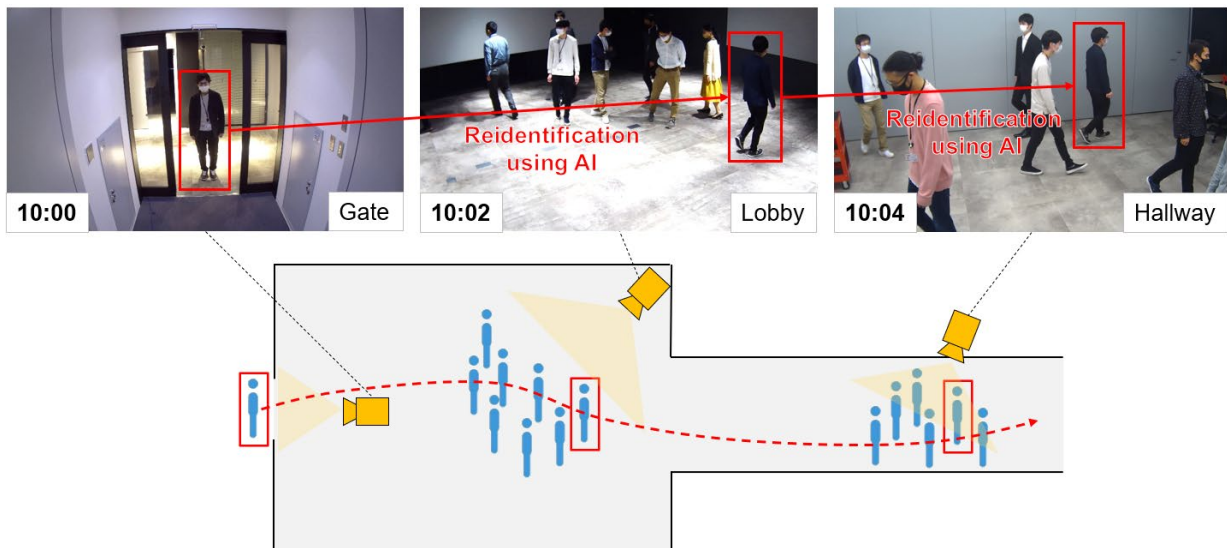 10:00
Gate
Reidentification
using AI
10:02
Lobby
Reidentification
using AI
10:04
Hallway